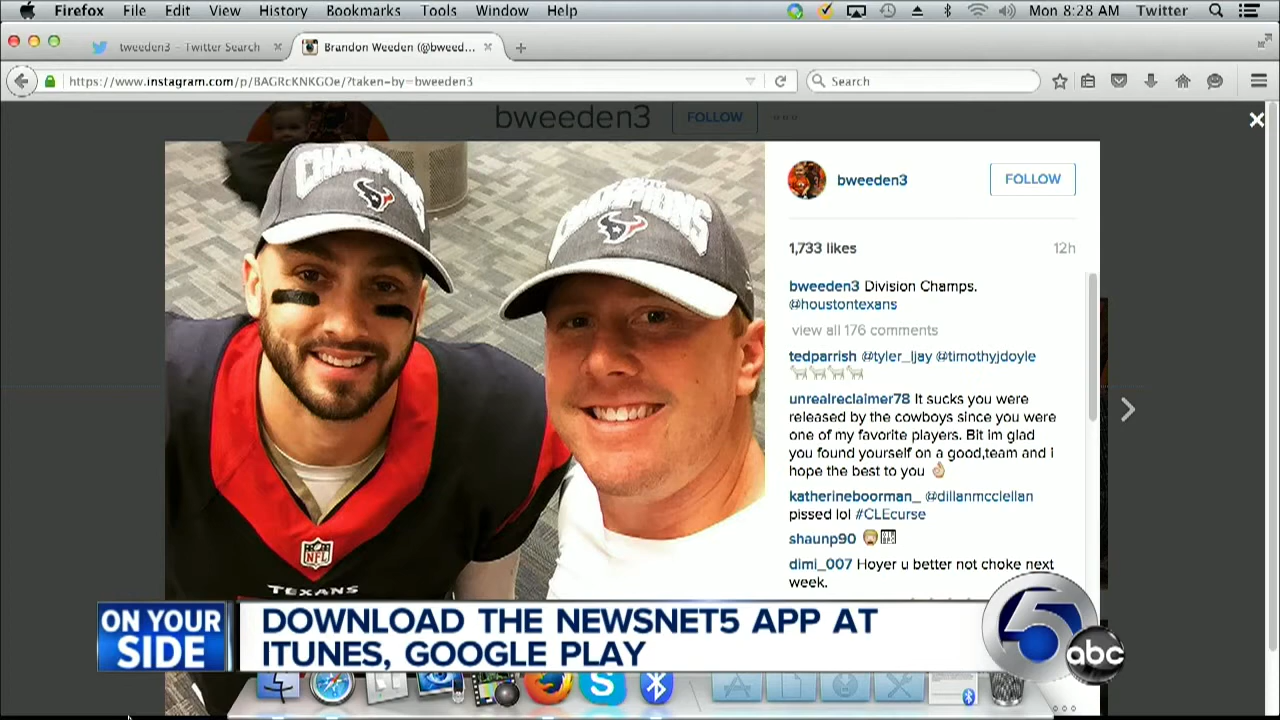 Firefox File Edit View History Bookmarks Tools Window Help Mon 8:28 AM Twitter
tweeden3 - Twitter Search
Brandon Weeden (@bweed...
https://www.instagram.com/p/BAGRcKNKGOe/?taken-by=bweeden3
Search
bweeden3 FOLLOW
CHAMPIONS
CHAMPIONS
NFL
TEXANS
bweeden3 FOLLOW
1,733 likes 12h
bweeden3 Division Champs.
@houstontexans
view all 176 comments
tedparrish @tyler_ljay @timothyjdoyle
unrealreclaimer78 It sucks you were
released by the cowboys since you were
one of my favorite players. Bit im glad
you found yourself on a good,team and i
hope the best to you
katherineboorman_ @dillanmcclellan
pissed lol #CLEcurse
shaunp90
dimi_007 Hoyer u better not choke next
week.
ON YOUR
SIDE
DOWNLOAD THE NEWSNET5 APP AT
ITUNES, GOOGLE PLAY
5
abc